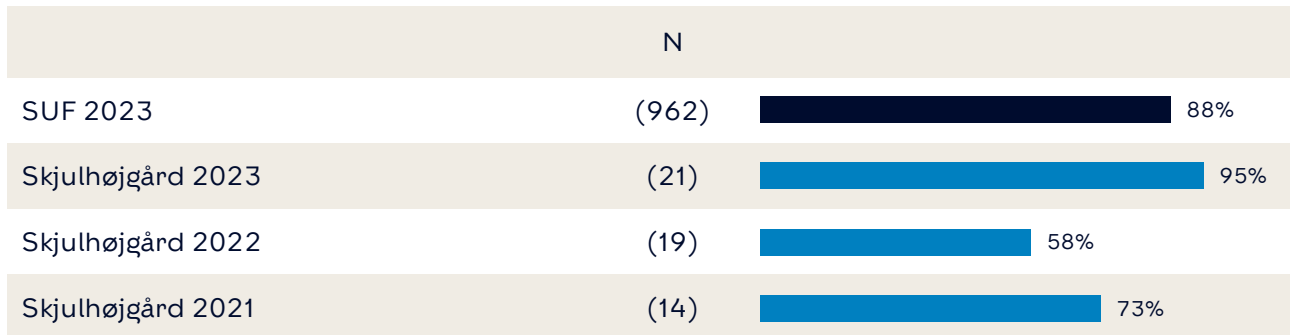 N
SUF 2023 (962) 88%
Skjulhøjgård 2023 (21) 95%
Skjulhøjgård 2022 (19) 58%
Skjulhøjgård 2021 (14) 73%